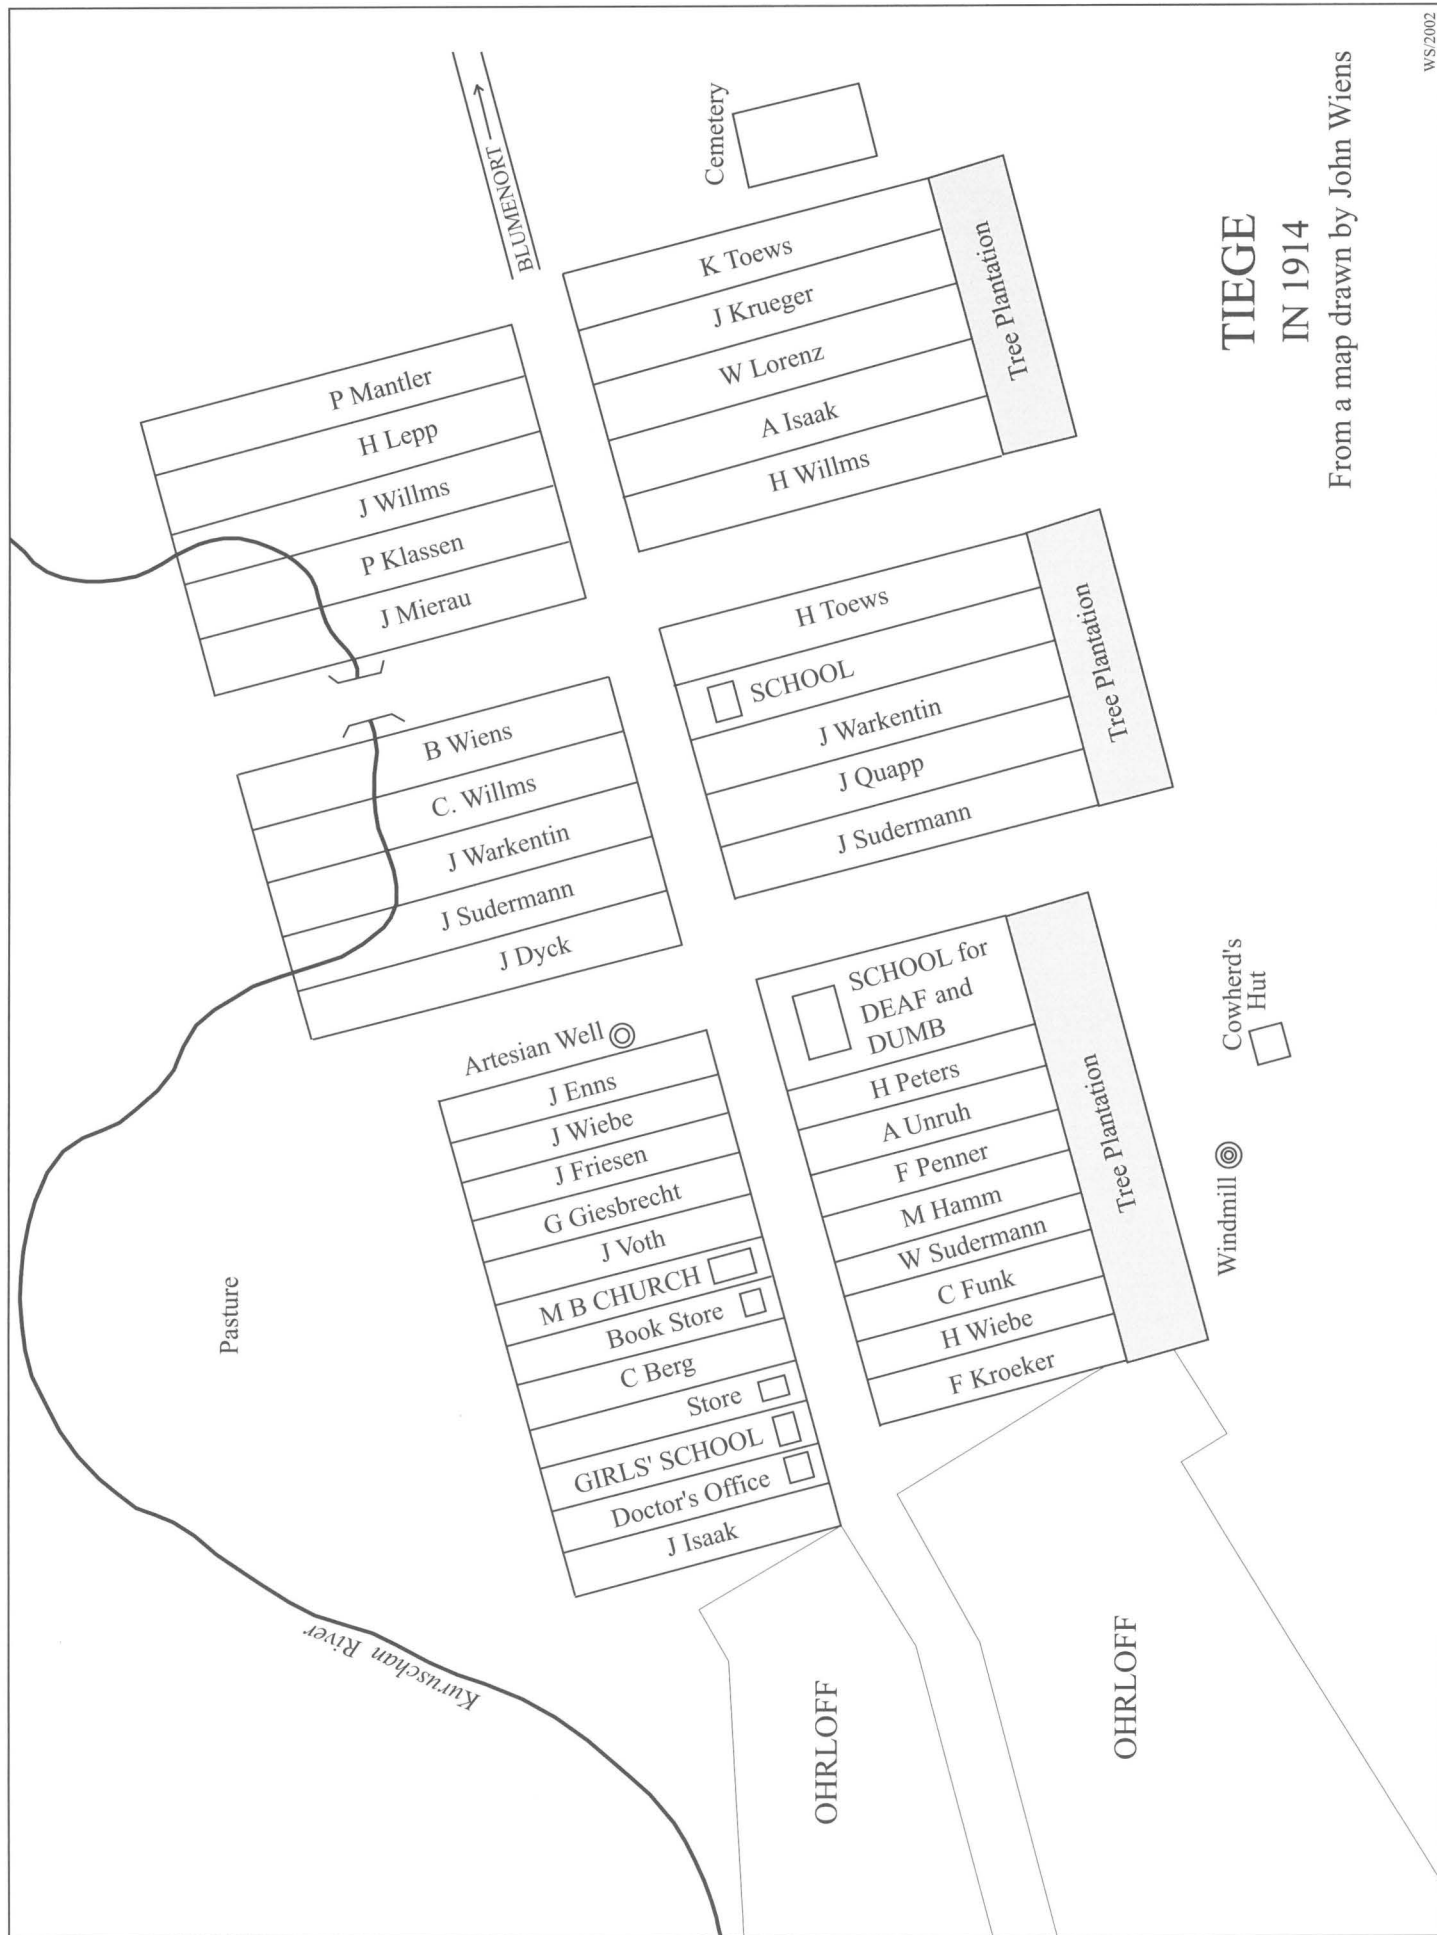 Kuruschan River
Pasture
BLUMENORT
P Mantler
H Lepp
J Willms
P Klassen
J Mierau
B Wiens
C. Willms
J Warkentin
J Sudermann
J Dyck
Artesian Well
J Enns
J Wiebe
J Friesen
G Giesbrecht
J Voth
M B CHURCH
Book Store
C Berg
Store
GIRLS' SCHOOL
Doctor's Office
J Isaak
OHRLOFF
Cemetery
K Toews
J Krueger
W Lorenz
A Isaak
H Willms
Tree Plantation
H Toews
SCHOOL
J Warkentin
J Quapp
J Sudermann
Tree Plantation
SCHOOL for
DEAF and
DUMB
H Peters
A Unruh
F Penner
M Hamm
W Sudermann
C Funk
H Wiebe
F Kroeker
Tree Plantation
OHRLOFF
Windmill
Cowherd's
Hut
TIEGE
IN 1914
From a map drawn by John Wiens
WS/2002